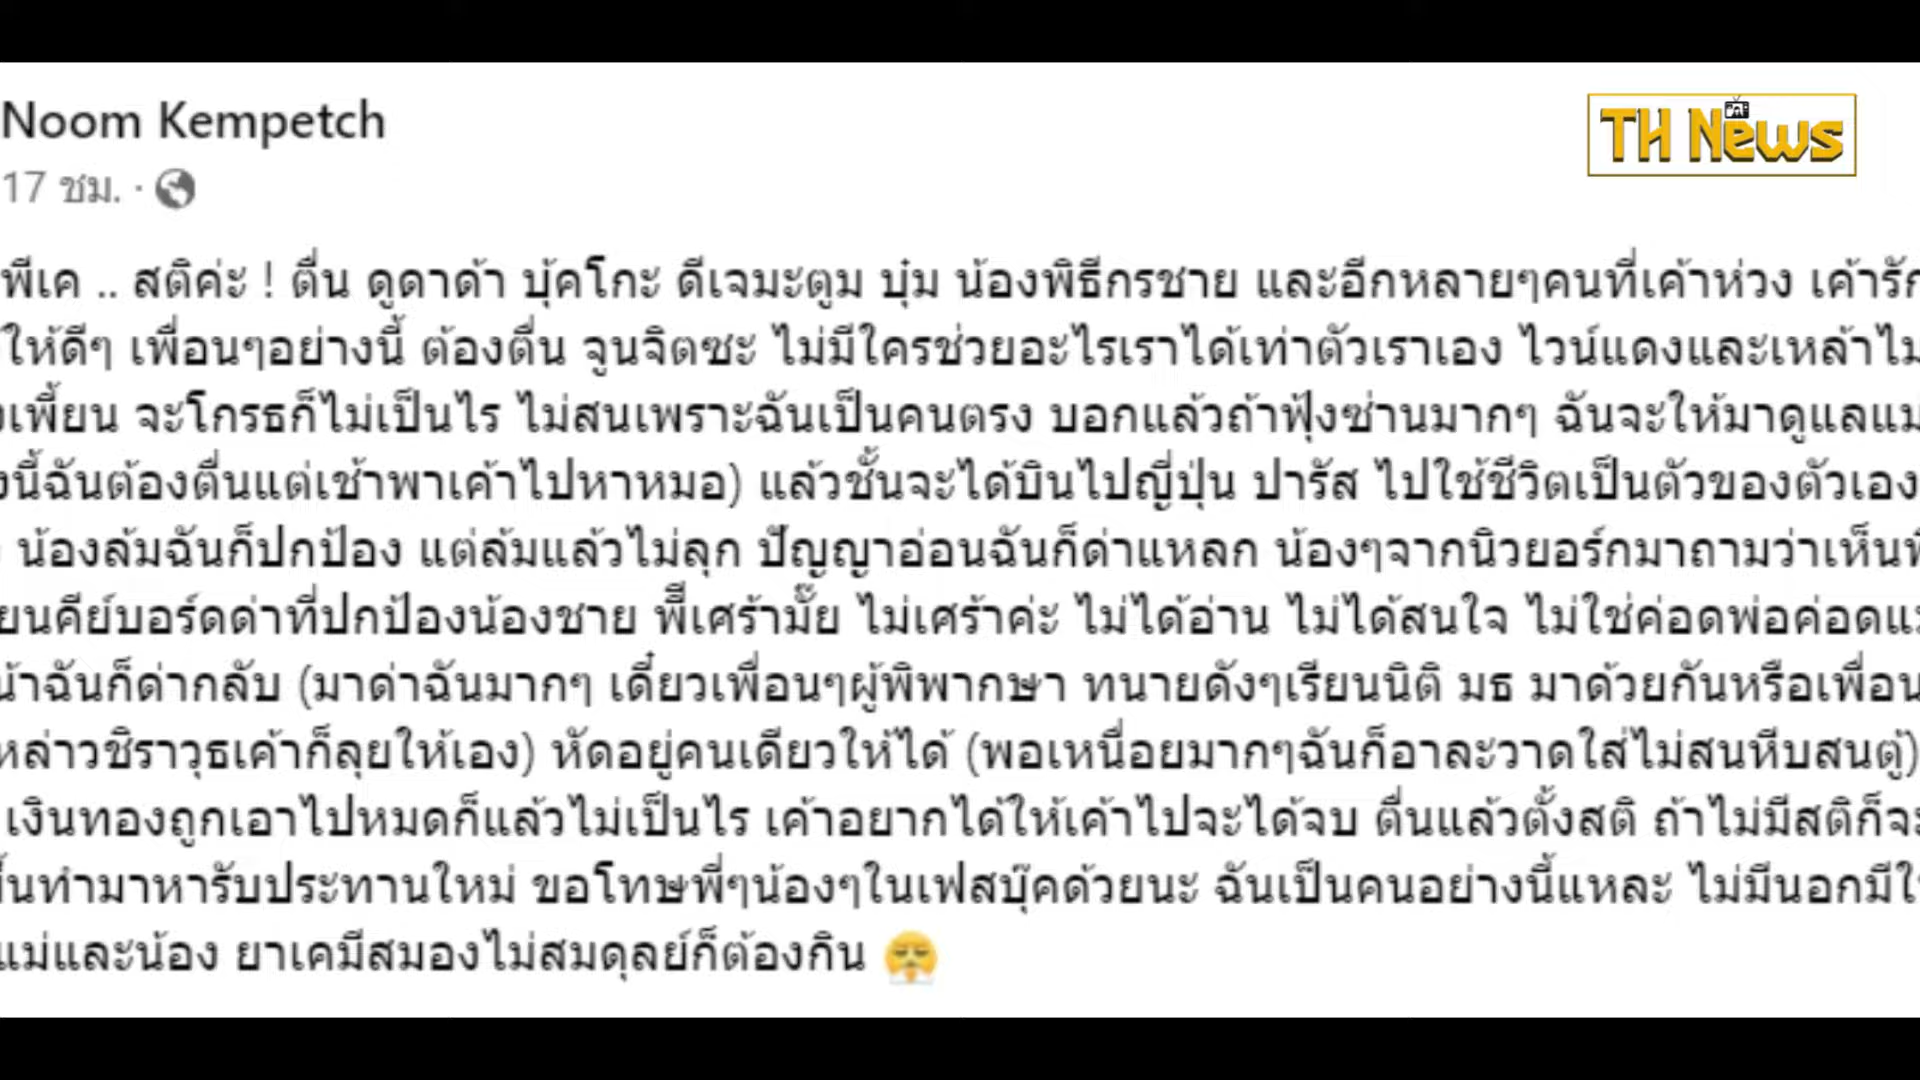 Noom Kempetch
TH News
17 ชม.
พีเค .. สติค่ะ ! ตื่น ดูดาด้า บุ้คโกะ ดีเจมะตูม บุ๋ม น้องพิธีกรชาย และอีกหลายๆคนที่เค้าห่วง เค้ารัก
ให้ดีๆ เพื่อนๆอย่างนี้ ต้องตื่น จูนจิตซะ ไม่มีใครช่วยอะไรเราได้เท่าตัวเราเอง ไวน์แดงและเหล้าไม
เพี้ยน จะโกรธก็ไม่เป็นไร ไม่สนเพราะฉันเป็นคนตรง บอกแล้วถ้าฟุ้งซ่านมากๆ ฉันจะให้มาดูแลแม่
งนี้ฉันต้องตื่นแต่เช้าพาเค้าไปหาหมอ) แล้วชั้นจะได้บินไปญี่ปุ่น ปารัส ไปใช้ชีวิตเป็นตัวของตัวเอง
น้องล้มฉันก็ปกป้อง แต่ล้มแล้วไม่ลุก ปัญญาอ่อนฉันก็ด่าแหลก น้องๆจากนิวยอร์กมาถามว่าเห็น
ยนคีย์บอร์ดด่าที่ปกป้องน้องชาย พี่เศร้ามั๊ย ไม่เศร้าค่ะ ไม่ได้อ่าน ไม่ได้สนใจ ไม่ใช่ค่อดพ่อค่อด
น้าฉันก็ด่ากลับ (มาด่าฉันมากๆ เดี๋ยวเพื่อนๆผู้พิพากษา ทนายดังๆเรียนนิติ มธ มาด้วยกันหรือเพื่อน
หล่าวชิราวุธเค้าก็ลุยให้เอง) หัดอยู่คนเดียวให้ได้ (พอเหนื่อยมากๆฉันก็อาละวาดใส่ไม่สนหีบสนตู้)
เงินทองถูกเอาไปหมดก็แล้วไม่เป็นไร เค้าอยากได้ให้เค้าไปจะได้จบ ตื่นแล้วตั้งสติ ถ้าไม่มีสติก็จะ
ขึ้นทำมาหารับประทานใหม่ ขอโทษพี่ๆน้องๆในเฟสบุ๊คด้วยนะ ฉันเป็นคนอย่างนี้แหละ ไม่มีนอกมีใน
แม่และน้อง ยาเคมีสมองไม่สมดุลย์ก็ต้องกิน